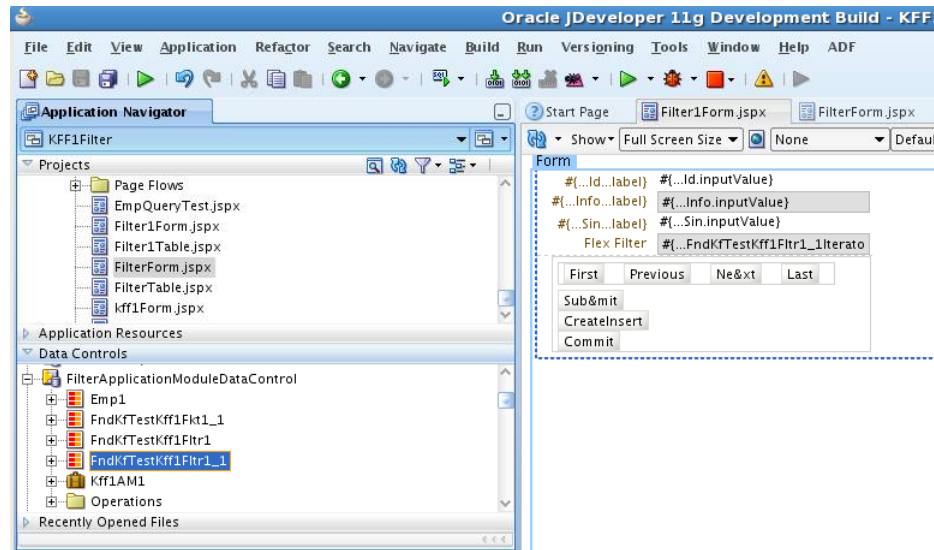 Oracle JDeveloper 11g Development Build - KFF
File Edit View Application Refactor Search Navigate Build Run Versioning Tools Window Help ADF
Application Navigator
Start Page Filter1Form.jspx FilterForm.jspx
KFF1Filter
Show Full Screen Size None Defau
Projects
Form
Page Flows
EmpQueryTest.jspx
Filter1Form.jspx
Filter1Table.jspx
FilterForm.jspx
FilterTable.jspx
kff1Form.jspx
Application Resources
Data Controls
FilterApplicationModuleDataControl
Emp1
FndKfTestKff1Fkt1_1
FndKfTestKff1Fltr1
FndKfTestKff1Fltr1_1
Kff1AM1
Operations
Recently Opened Files
#{...Id...label} #{...Id.inputValue}
#{...Info...label} #{...Info.inputValue}
#{...Sin...label} #{...Sin.inputValue}
Flex Filter #{...FndKfTestKff1Fltr1_1Iterato
First Previous Ne&xt Last
Sub&mit
CreateInsert
Commit